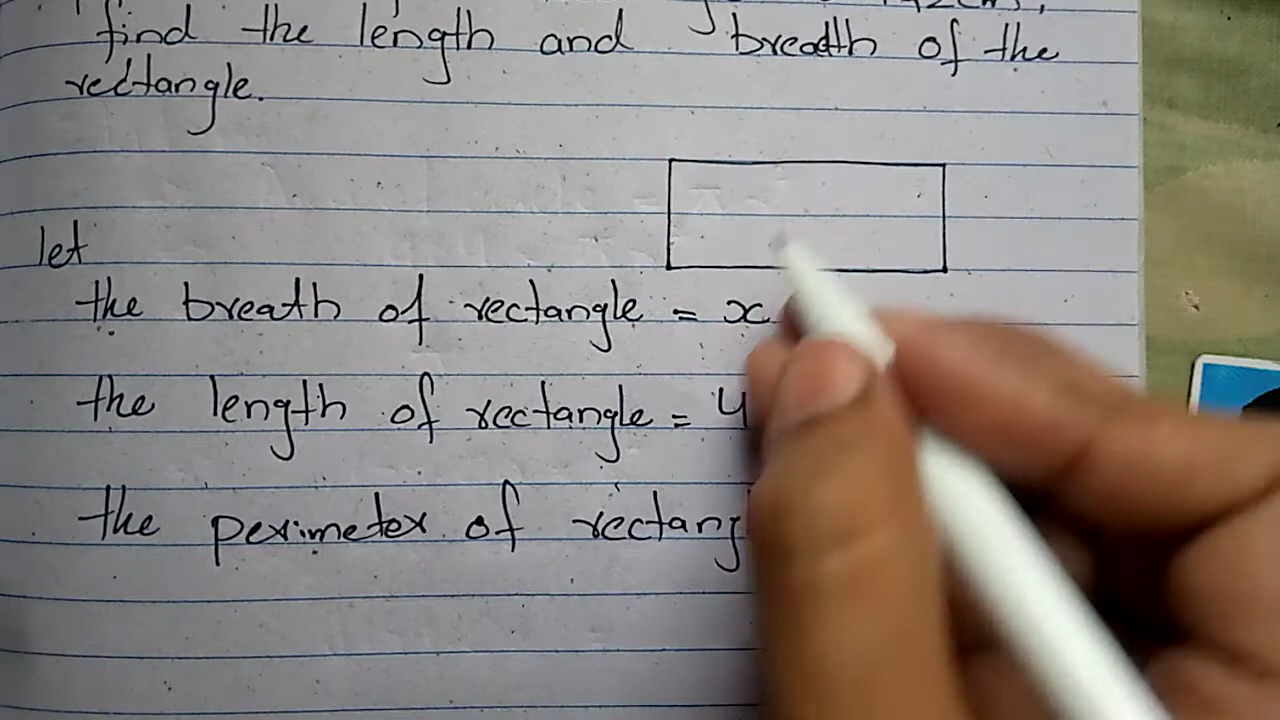 find the length and breadth of the
rectangle.
let
the breath of rectangle = x
the length of rectangle = 4
the perimeter of rectang